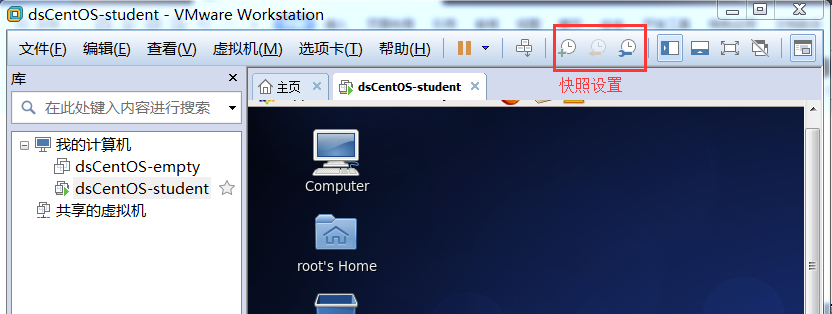 dsCentOS-student - VMware Workstation
文件(F) 编辑(E) 查看(V) 虚拟机(M) 选项卡(T) 帮助(H)
快照设置
库
在此处键入内容进行搜索
我的计算机
dsCentOS-empty
dsCentOS-student
共享的虚拟机
主页
dsCentOS-student
Computer
root's Home